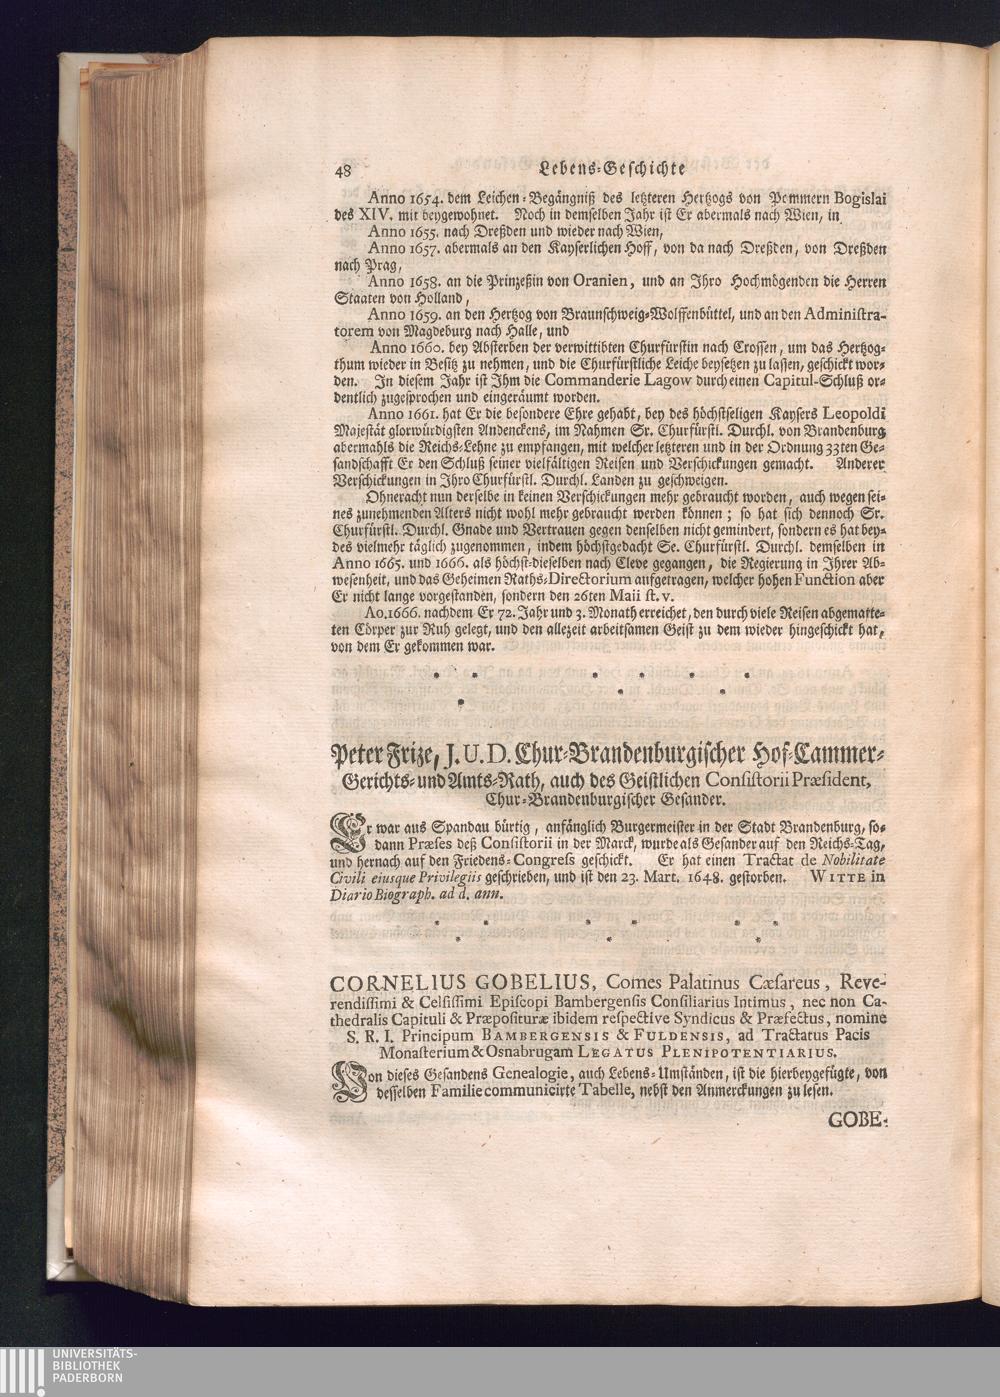 48 Lebens-Geschichte
Anno 1654. dem Leichen-Begängniß des letzteren Hertzogs von Pommern Bogislai
des XIV. mit beygewohnet. Noch in demselben Jahr ist Er abermals nach Wien, in
Anno 1655. nach Dreßden und wieder nach Wien,
Anno 1657. abermals an den Kayserlichen Hoff, von da nach Dreßden, von Dreßden
nach Prag,
Anno 1658. an die Prinzeßin von Oranien, und an Ihro Hochmögenden die Herren
Staaten von Holland,
Anno 1659. an den Hertzog von Braunschweig-Wolffenbüttel, und an den Administra-
torem von Magdeburg nach Halle, und
Anno 1660. bey Absterben der verwittibten Churfürstin nach Crossen, um das Hertzog-
thum wieder in Besitz zu nehmen, und die Churfürstliche Leiche beysetzen zu lassen, geschickt wor-
den. In diesem Jahr ist Ihm die Commanderie Lagow durch einen Capitul-Schluß or-
dentlich zugesprochen und eingeräumt worden.
Anno 1661. hat Er die besondere Ehre gehabt, bey des höchstseligen Kaysers Leopoldi
Majestät glorwürdigsten Andenckens, im Nahmen Sr. Churfürstl. Durchl. von Brandenburg
abermahls die Reichs-Lehne zu empfangen, mit welcher letzteren und in der Ordnung 33ten Ge-
sandschafft Er den Schluß seiner vielfältigen Reisen und Verschickungen gemacht. Anderer
Verschickungen in Ihro Churfürstl. Durchl. Landen zu geschweigen.
Ohneracht nun derselbe in keinen Verschickungen mehr gebraucht worden, auch wegen sei-
nes zunehmenden Alters nicht wohl mehr gebraucht werden können; so hat sich dennoch Sr.
Churfürstl. Durchl. Gnade und Vertrauen gegen denselben nicht gemindert, sondern es hat bey-
des vielmehr täglich zugenommen, indem höchstgedacht Se. Churfürstl. Durchl. demselben in
Anno 1665. und 1666. als höchst-dieselben nach Cleve gegangen, die Regierung in Ihrer Ab-
wesenheit, und das Geheimen Raths-Directorium aufgetragen, welcher hohen Function aber
Er nicht lange vorgestanden, sondern den 26ten Maii st. v.
Ao. 1666. nachdem Er 72. Jahr und 3. Monath erreichet, den durch viele Reisen abgematte-
ten Cörper zur Ruh gelegt, und den allezeit arbeitsamen Geist zu dem wieder hingeschickt hat,
von dem Er gekommen war.
* * * * *
* * *
Peter Frize, J. U. D. Chur-Brandenburgischer Hof-Cammer-
Gerichts- und Amts-Rath, auch des Geistlichen Consistorii Præsident,
Chur-Brandenburgischer Gesander.
Er war aus Spandau bürtig, anfänglich Burgermeister in der Stadt Brandenburg, so-
dann Præses deß Consistorii in der Marck, wurde als Gesander auf den Reichs-Tag,
und hernach auf den Friedens-Congress geschickt. Er hat einen Tractat de Nobilitate
Civili eiusque Privilegiis geschrieben, und ist den 23. Mart. 1648. gestorben. WITTE in
Diario Biograph. ad d. ann.
* * * * * *
* * *
CORNELIUS GOBELIUS, Comes Palatinus Cæsareus, Reve-
rendissimi & Celsissimi Episcopi Bambergensis Consiliarius Intimus, nec non Ca-
thedralis Capituli & Præposituræ ibidem respective Syndicus & Præfectus, nomine
S. R. I. Principum BAMBERGENSIS & FULDENSIS, ad Tractatus Pacis
Monasterium & Osnabrugam LEGATUS PLENIPOTENTIARIUS.
Von dieses Gesandens Genealogie, auch Lebens-Umständen, ist die hierbeygefügte, von
desselben Familie communicirte Tabelle, nebst den Anmerckungen zu lesen.
GOBE-
UNIVERSITÄTS-
BIBLIOTHEK
PADERBORN